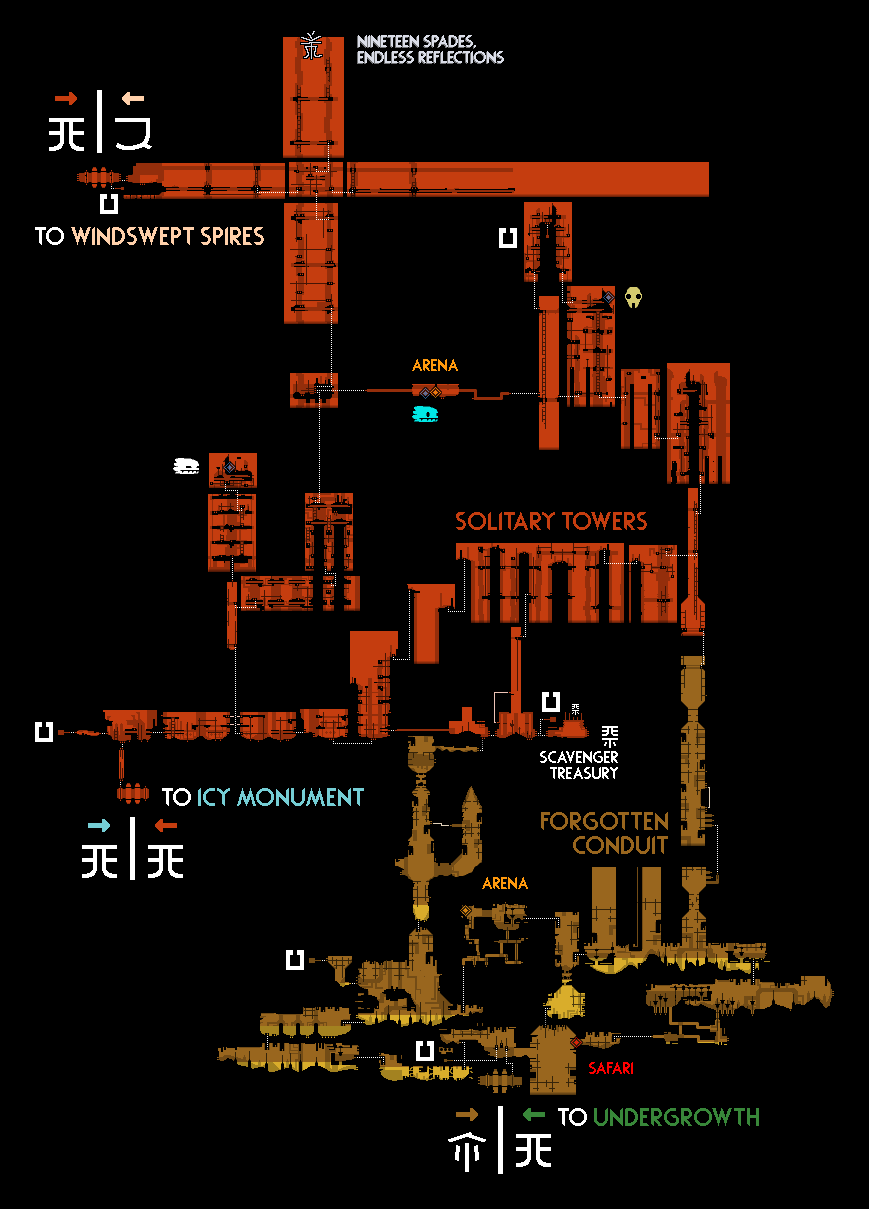 NINETEEN SPADES,
ENDLESS REFLECTIONS
TO WINDSWEPT SPIRES
ARENA
SOLITARY TOWERS
SCAVENGER
TREASURY
TO ICY MONUMENT
FORGOTTEN
CONDUIT
ARENA
SAFARI
TO UNDERGROWTH